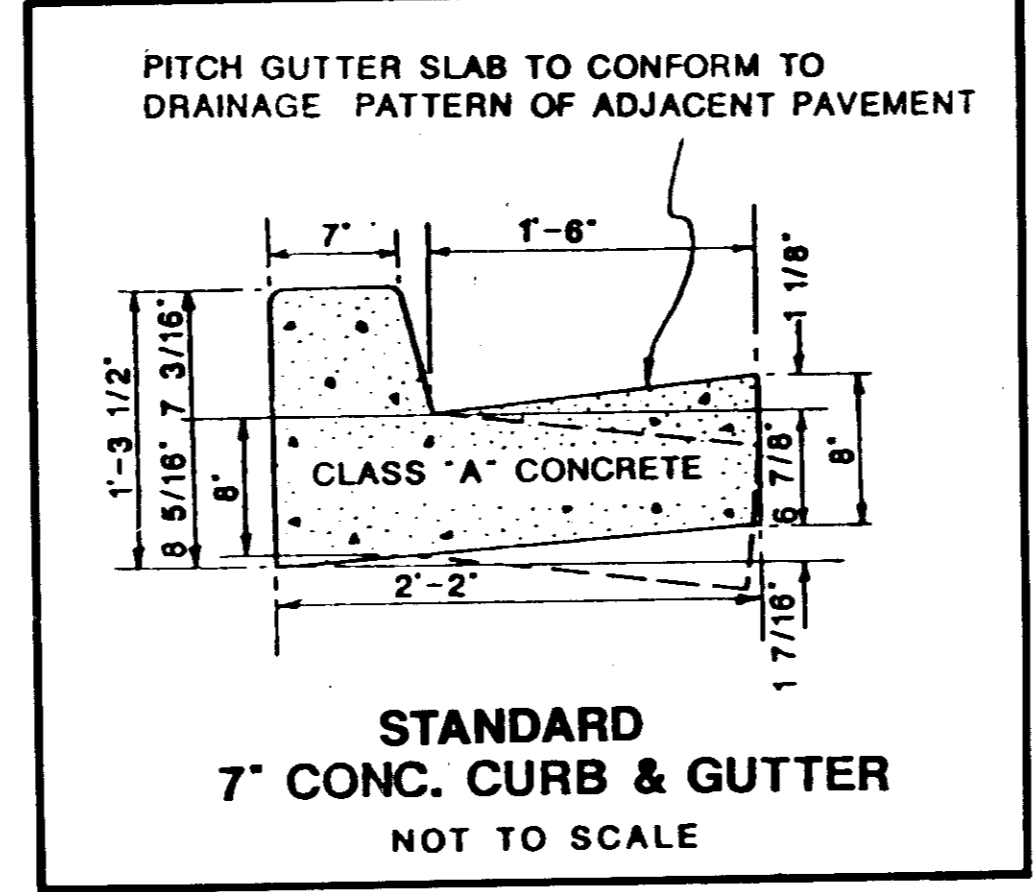 PITCH GUTTER SLAB TO CONFORM TO
DRAINAGE PATTERN OF ADJACENT PAVEMENT
7"
1'-6"
1 1/8"
1'-3 1/2"
8 5/16" 7 3/16"
8"
CLASS "A" CONCRETE
6 7/8"
8"
2'-2"
1 7/16"
STANDARD
7" CONC. CURB & GUTTER
NOT TO SCALE